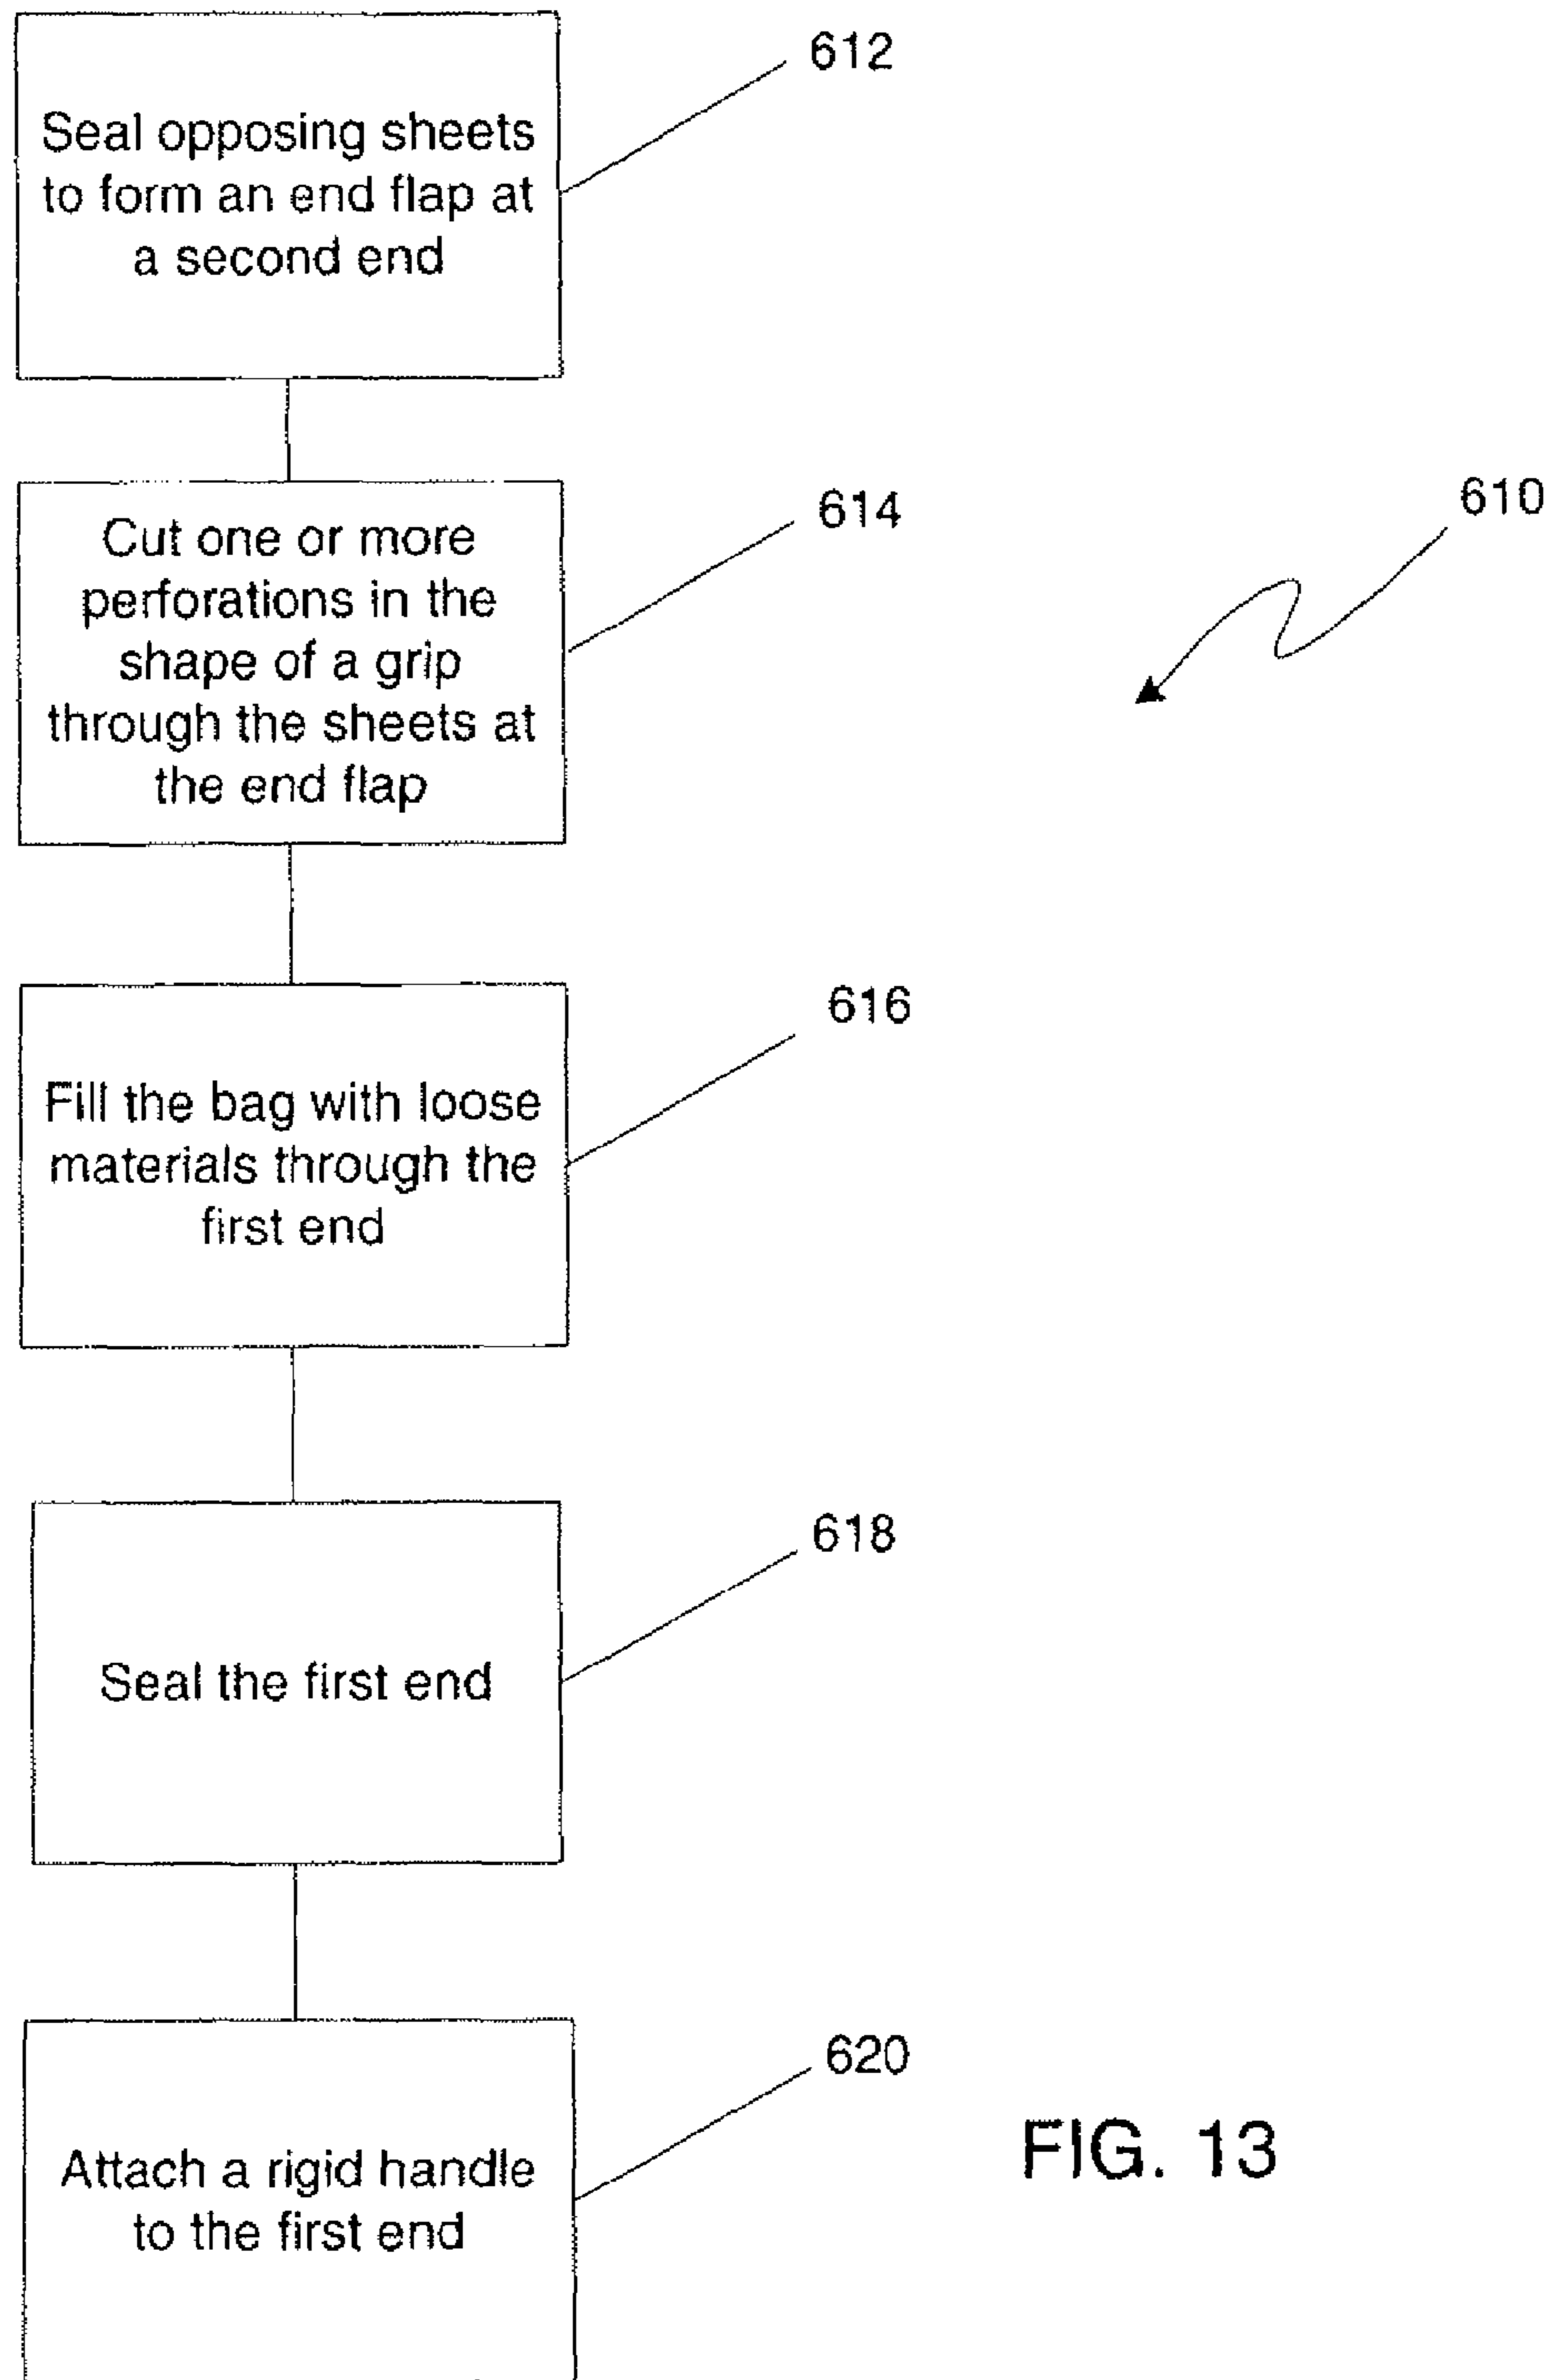 612
Seal opposing sheets
to form an end flap at
a second end
614
610
Cut one or more
perforations in the
shape of a grip
through the sheets at
the end flap
616
Fill the bag with loose
materials through the
first end
618
Seal the first end
620
Attach a rigid handle
to the first end
FIG. 13